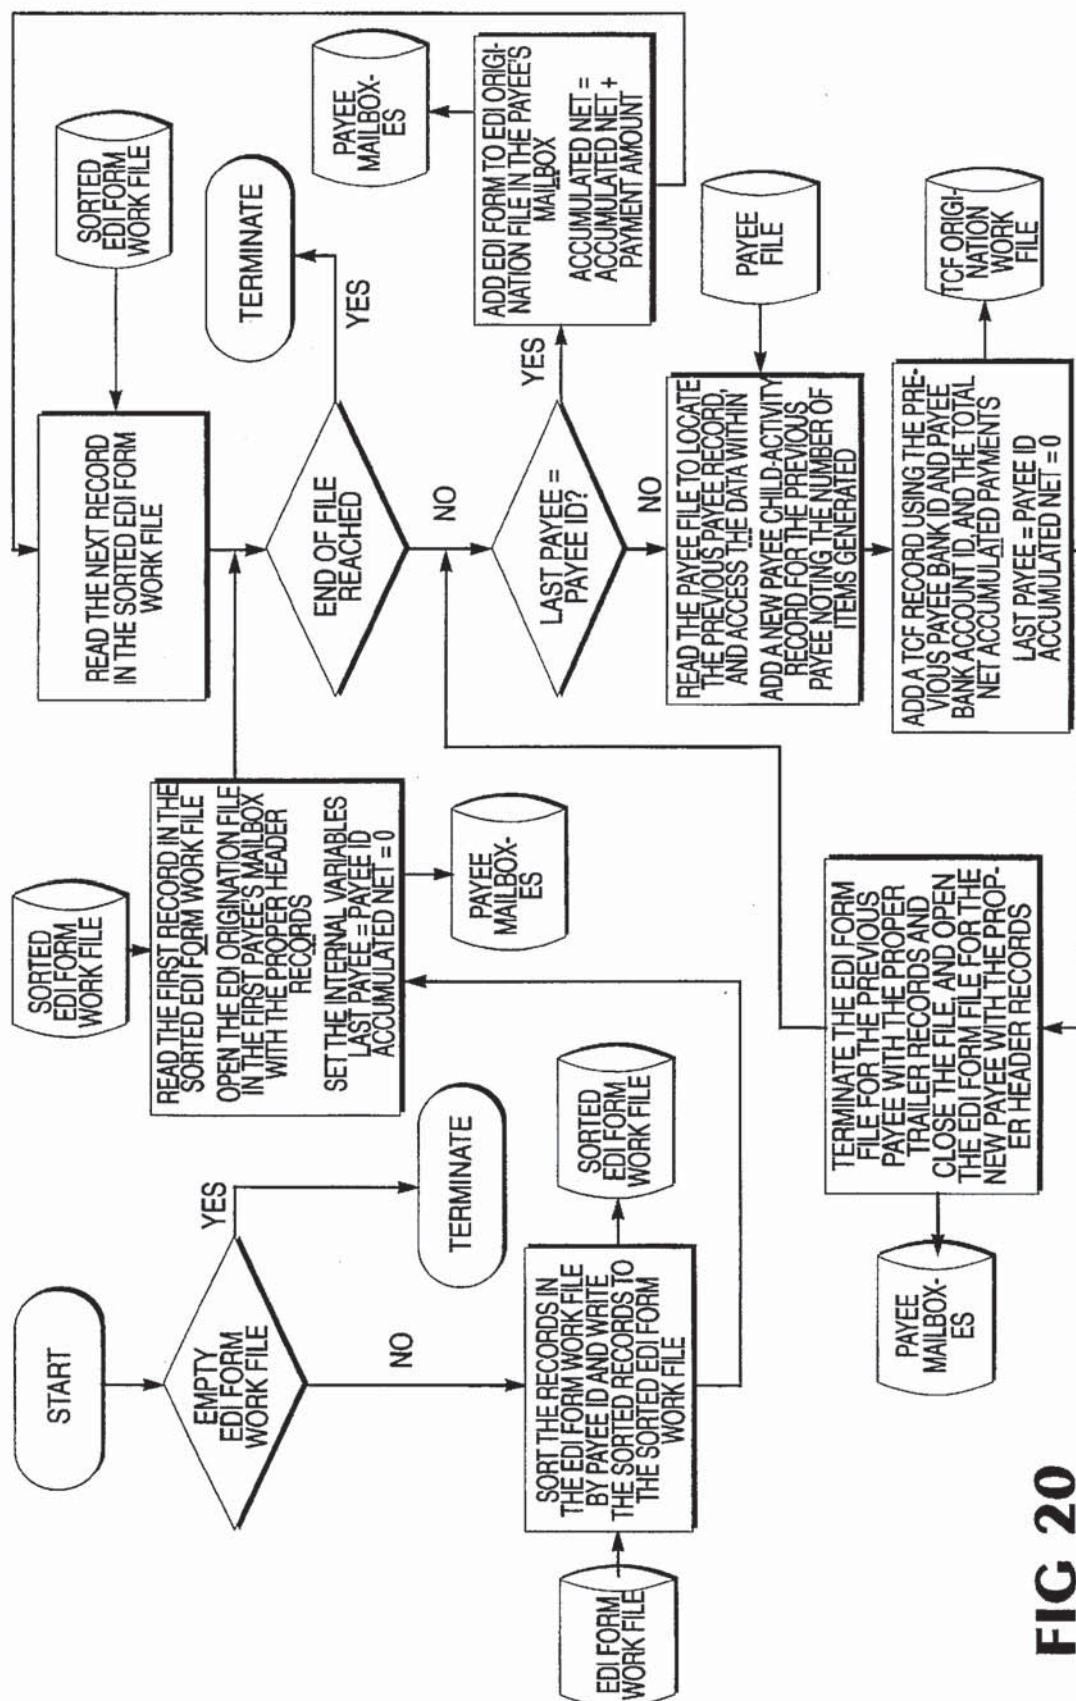 START
EMPTY
EDI FORM
WORK FILE
YES
NO
TERMINATE
EDI FORM
WORK FILE
SORT THE RECORDS IN
THE EDI FORM WORK FILE
BY PAYEE ID AND WRITE
THE SORTED RECORDS TO
THE SORTED EDI FORM
WORK FILE
SORTED
EDI FORM
WORK FILE
SORTED
EDI FORM
WORK FILE
READ THE FIRST RECORD IN THE
SORTED EDI FORM WORK FILE
OPEN THE EDI ORIGINATION FILE
IN THE FIRST PAYEE'S MAILBOX
WITH THE PROPER HEADER
RECORDS
SET THE INTERNAL VARIABLES
LAST PAYEE = PAYEE ID
ACCUMULATED NET = 0
PAYEE
MAILBOX-
ES
TERMINATE THE EDI FORM
FILE FOR THE PREVIOUS
PAYEE WITH THE PROPER
TRAILER RECORDS AND
CLOSE THE FILE, AND OPEN
THE EDI FORM FILE FOR THE
NEW PAYEE WITH THE PROP-
ER HEADER RECORDS
PAYEE
MAILBOX-
ES
SORTED
EDI FORM
WORK FILE
READ THE NEXT RECORD
IN THE SORTED EDI FORM
WORK FILE
END OF FILE
REACHED
YES
TERMINATE
NO
LAST PAYEE =
PAYEE ID?
YES
ADD EDI FORM TO EDI ORIGI-
NATION FILE IN THE PAYEE'S
MAILBOX
ACCUMULATED NET =
ACCUMULATED NET +
PAYMENT AMOUNT
PAYEE
MAILBOX-
ES
NO
READ THE PAYEE FILE TO LOCATE
THE PREVIOUS PAYEE RECORD,
AND ACCESS THE DATA WITHIN
ADD A NEW PAYEE CHILD-ACTIVITY
RECORD FOR THE PREVIOUS
PAYEE NOTING THE NUMBER OF
ITEMS GENERATED
PAYEE
FILE
ADD A TCF RECORD USING THE PRE-
VIOUS PAYEE BANK ID AND PAYEE
BANK ACCOUNT ID, AND THE TOTAL
NET ACCUMULATED PAYMENTS
LAST PAYEE = PAYEE ID
ACCUMULATED NET = 0
TCF ORIGI-
NATION
WORK
FILE
FIG 20